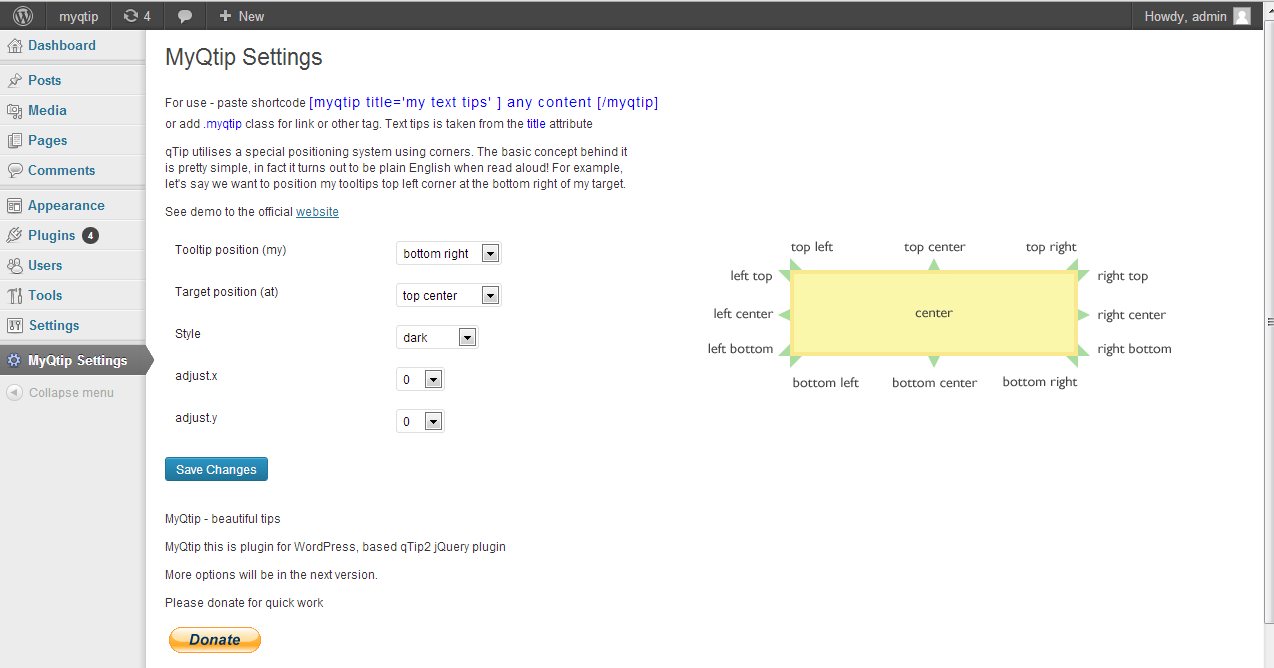 myqtip 4 New Howdy, admin
Dashboard
Posts
Media
Pages
Comments
Appearance
Plugins 4
Users
Tools
Settings
MyQtip Settings
Collapse menu
MyQtip Settings
For use - paste shortcode [myqtip title='my text tips' ] any content [/myqtip]
or add .myqtip class for link or other tag. Text tips is taken from the title attribute
qTip utilises a special positioning system using corners. The basic concept behind it
is pretty simple, in fact it turns out to be plain English when read aloud! For example,
let's say we want to position my tooltips top left corner at the bottom right of my target.
See demo to the official website
Tooltip position (my) bottom right
Target position (at) top center
Style dark
adjust.x 0
adjust.y 0
Save Changes
top left top center top right
left top right top
left center center right center
left bottom right bottom
bottom left bottom center bottom right
MyQtip - beautiful tips
MyQtip this is plugin for WordPress, based qTip2 jQuery plugin
More options will be in the next version.
Please donate for quick work
Donate